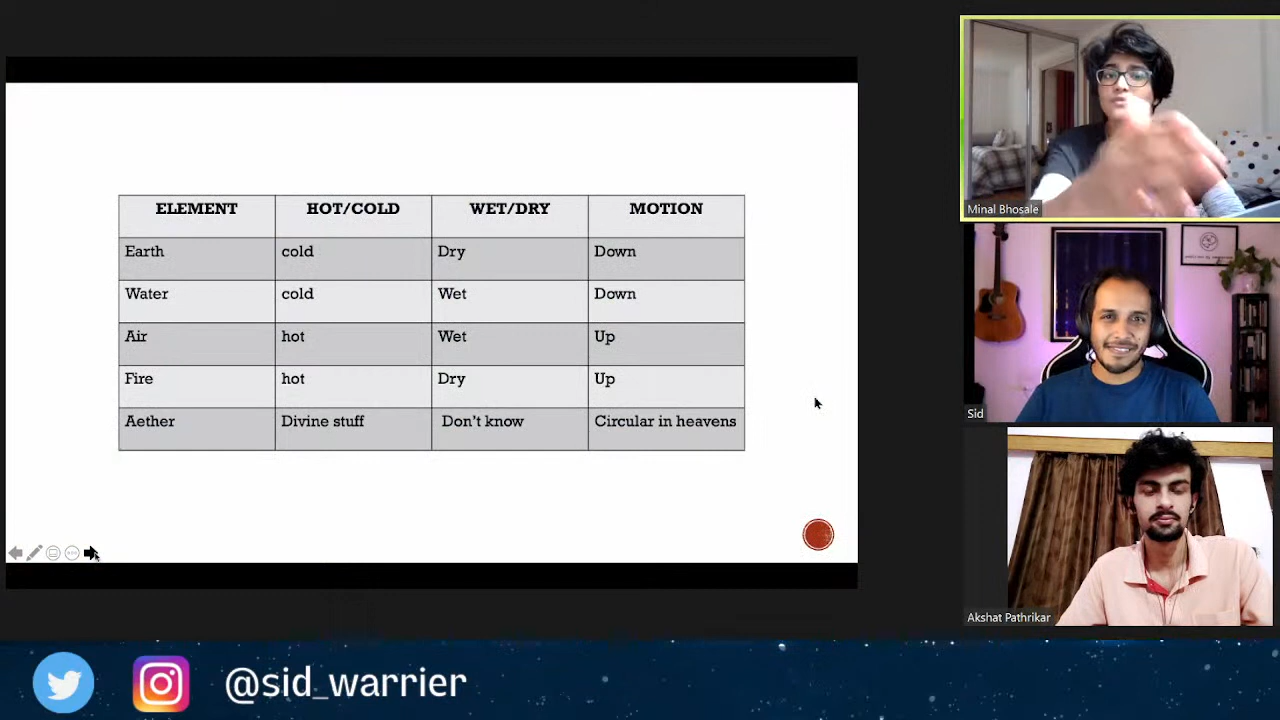 ELEMENT HOT/COLD WET/DRY MOTION
Earth cold Dry Down
Water cold Wet Down
Air hot Wet Up
Fire hot Dry Up
Aether Divine stuff Don't know Circular in heavens
Minal Bhosale
Sid
Akshat Pathrikar
@sid_warrier